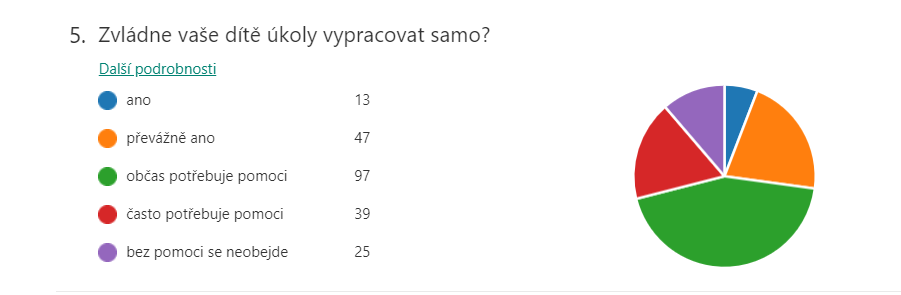 5. Zvládne vaše dítě úkoly vypracovat samo?
Další podrobnosti
ano 13
převážně ano 47
občas potřebuje pomoci 97
často potřebuje pomoci 39
bez pomoci se neobejde 25